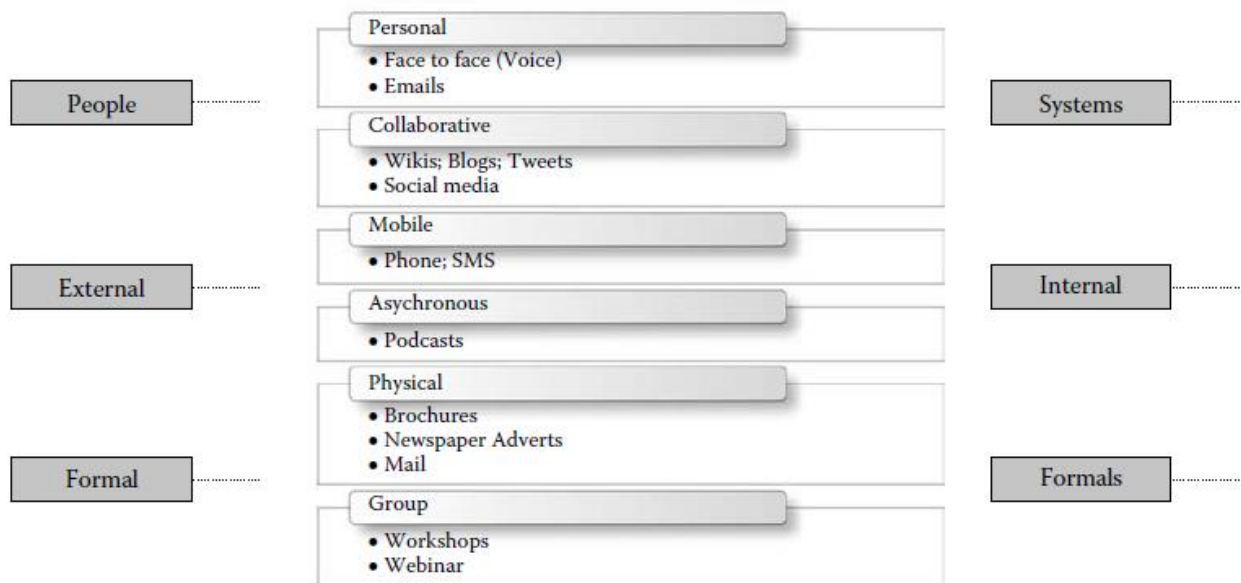 Personal
• Face to face (Voice)
• Emails
People
Systems
Collaborative
• Wikis; Blogs; Tweets
• Social media
Mobile
• Phone; SMS
External
Internal
Asychronous
• Podcasts
Physical
• Brochures
• Newspaper Adverts
• Mail
Formal
Formals
Group
• Workshops
• Webinar